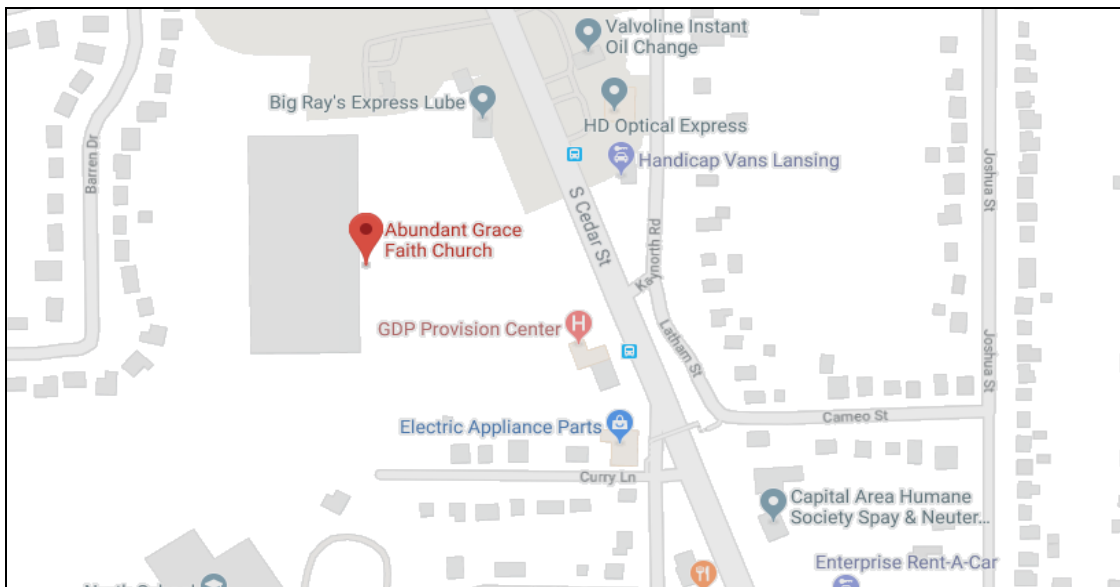 Valvoline Instant
Oil Change
Big Ray's Express Lube
HD Optical Express
Barren Dr
Handicap Vans Lansing
Joshua St
S Cedar St
Abundant Grace
Faith Church
Kaynorth Rd
GDP Provision Center
Latham St
Joshua St
Cameo St
Electric Appliance Parts
Curry Ln
Capital Area Humane
Society Spay & Neuter...
Enterprise Rent-A-Car